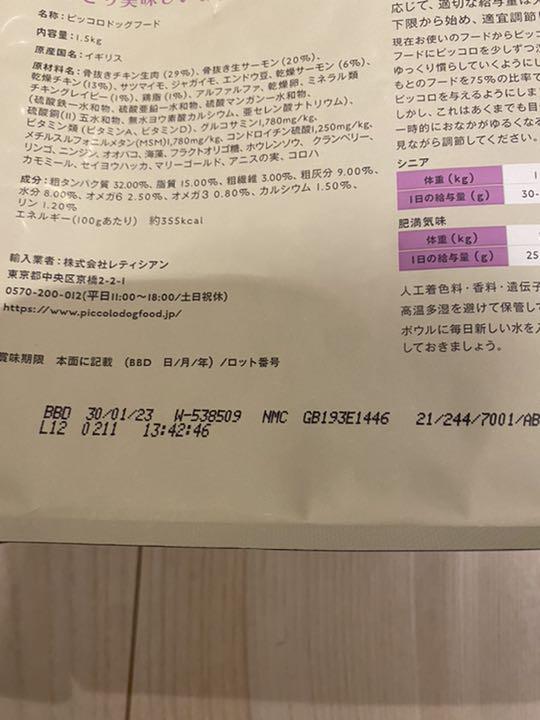 名称：ピッコロドッグフード
内容量：1.5kg
原産国名：イギリス
原材料名：骨抜きチキン生肉（29%）、骨抜き生サーモン（20%）、
乾燥チキン（13%）、サツマイモ、ジャガイモ、エンドウ豆、乾燥サーモン（6%）、
チキングレイビー（1%）、鶏脂（1%）、アルファルファ、乾燥卵、ミネラル類
（硫酸鉄一水和物、硫酸亜鉛一水和物、硫酸マンガン一水和物、
硫酸銅（II）五水和物、無水ヨウ素酸カルシウム、亜セレン酸ナトリウム）、
ビタミン類（ビタミンA、ビタミンD）、グルコサミン1,780mg/kg、
メチルスルフォニルメタン（MSM）1,780mg/kg、コンドロイチン硫酸1,250mg/kg、
リンゴ、ニンジン、オオバコ、海藻、フラクトオリゴ糖、ホウレンソウ、クランベリー、
カモミール、セイヨウハッカ、マリーゴールド、アニスの実、コロハ
成分：粗タンパク質 32.00%、脂質 15.00%、粗繊維 3.00%、粗灰分 9.00%、
水分 8.00%、オメガ6 2.50%、オメガ3 0.80%、カルシウム 1.50%、
リン 1.20%
エネルギー（100gあたり） 約355kcal
輸入業者：株式会社レティシアン
東京都中央区京橋2-2-1
0570-200-012（平日11:00〜18:00/土日祝休）
https://www.piccolodogfood.jp/
賞味期限 本面に記載 （BBD 日/月/年）/ロット番号
BBD 30/01/23 W-538509 NMC GB193E1446 21/244/7001/AB
L12 0211 13:42:46
応じて、適切な給与量は
下限から始め、適宜調節
現在お使いのフードからピッ
フードにピッコロを少しずつ
ゆっくり慣らしていくように
もとのフードを75%の比率で
ピッコロを与えるようにしま
しかし、これはあくまでも目
一時的におなかがゆるくなる
見ながら調節してください。
シニア
体重（kg） 1
1日の給与量（g） 30-
肥満気味
体重（kg）
1日の給与量（g） 25
人工着色料・香料・遺伝子
高温多湿を避けて保管して
ボウルに毎日新しい水を
しておきましょう。